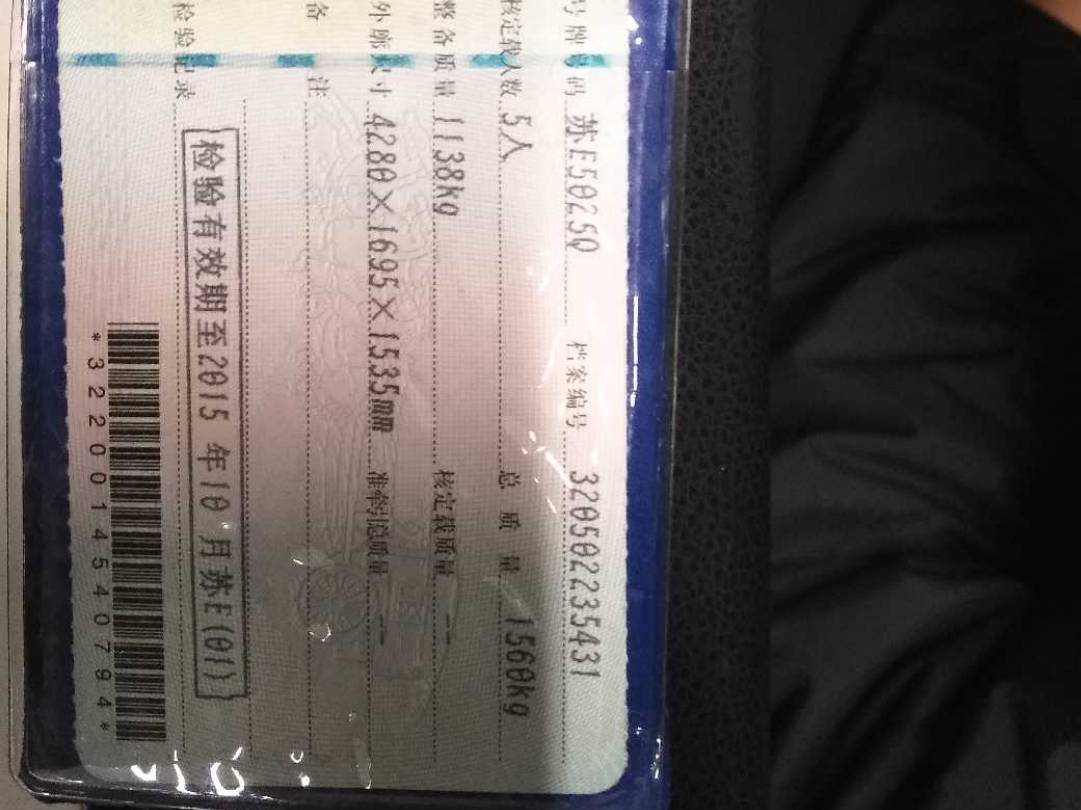 号牌号码 苏E5025Q 档案编号 320502235431
核定载人数 5人 总质量 1560kg
整备质量 1138kg 核定载质量 --
外廓尺寸 4280×1695×1535mm 准牵引总质量 --
备注
检验记录 检验有效期至2015年10月苏E(01)
*3220014540794*